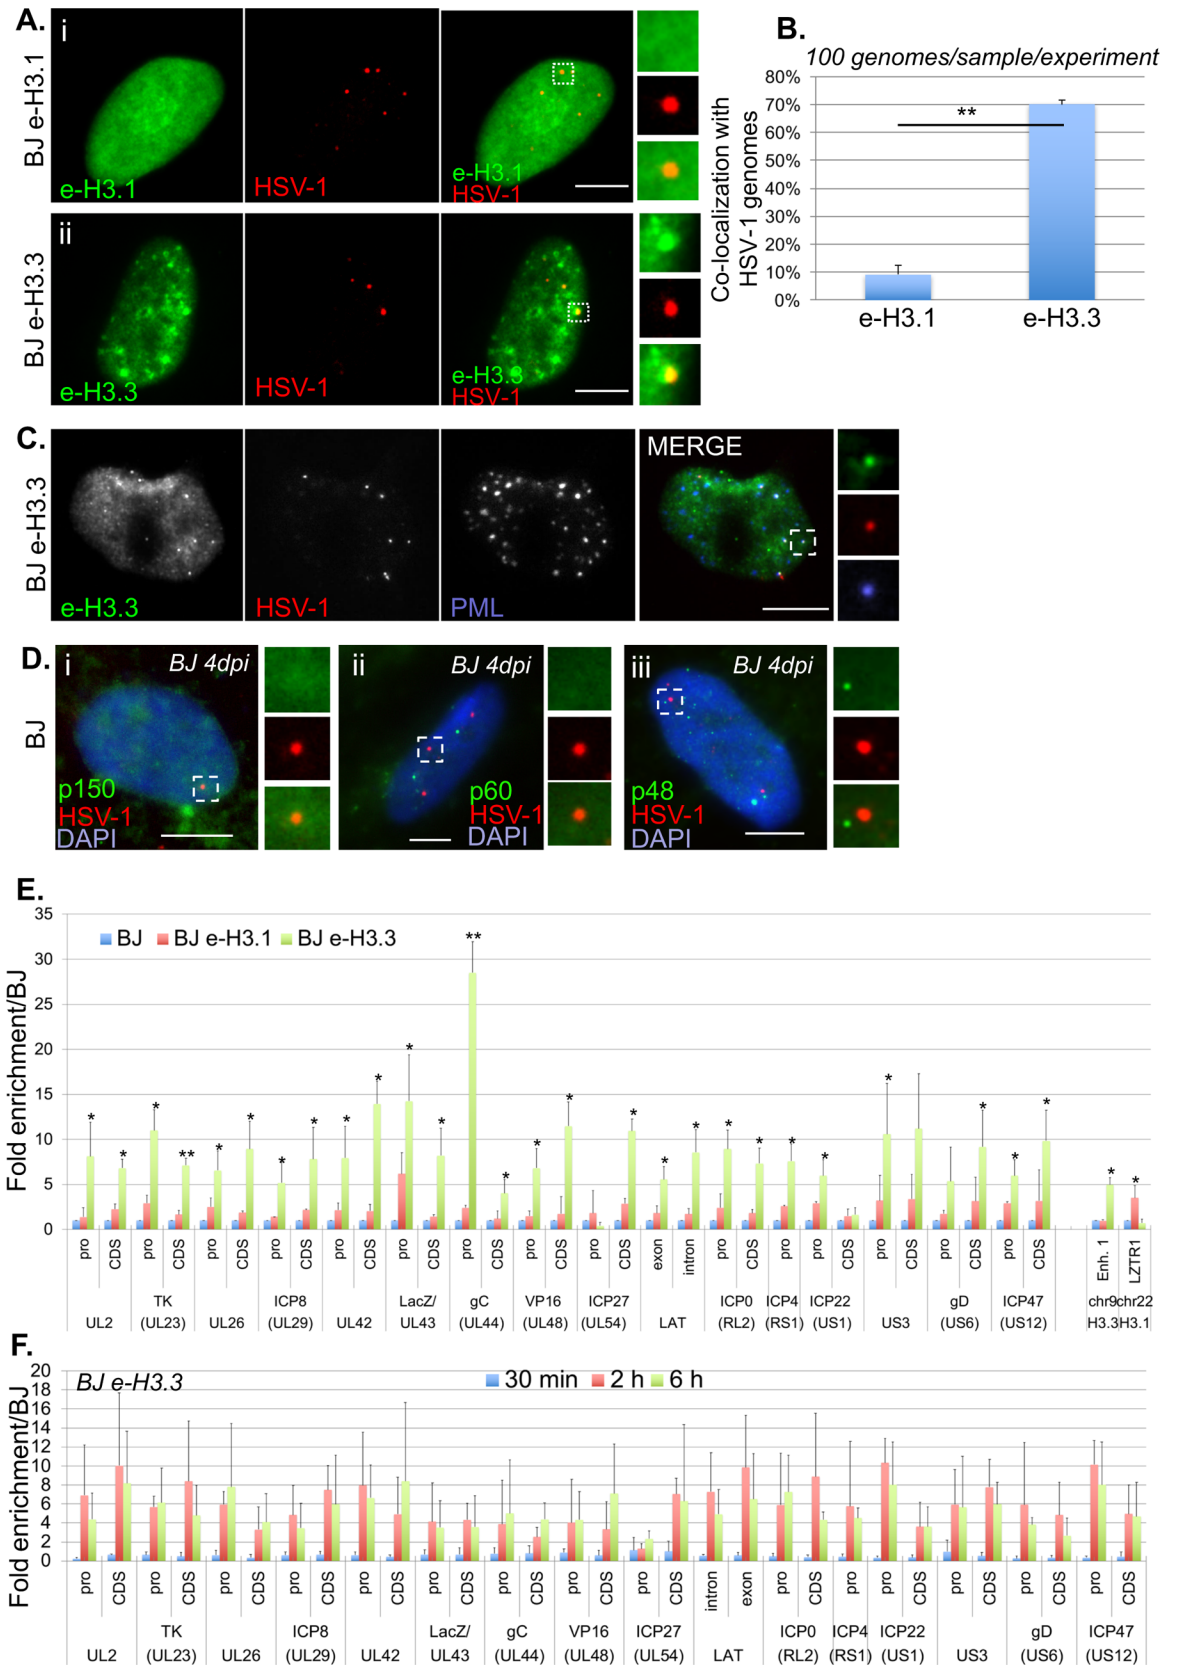 A.
B.
i
100 genomes/sample/experiment
BJ e-H3.1
e-H3.1
HSV-1
e-H3.1
HSV-1
ii
BJ e-H3.3
e-H3.3
HSV-1
e-H3.3
HSV-1
Co-localization with
HSV-1 genomes
80%
70%
60%
50%
40%
30%
20%
10%
0%
**
e-H3.1
e-H3.3
C.
BJ e-H3.3
e-H3.3
HSV-1
PML
MERGE
D.
BJ
i
BJ 4dpi
p150
HSV-1
DAPI
ii
BJ 4dpi
p60
HSV-1
DAPI
iii
BJ 4dpi
p48
HSV-1
DAPI
E.
Fold enrichment/BJ
35
30
25
20
15
10
5
0
BJ
BJ e-H3.1
BJ e-H3.3
* * * ** * * * * * * * * ** * * * * * * * * * * * * * * * *
pro CDS pro CDS pro CDS pro CDS pro CDS pro CDS pro CDS pro CDS pro CDS exon intron pro CDS pro pro CDS pro CDS pro CDS pro CDS Enh. 1 LZTR1
TK ICP8 LacZ/ gC VP16 ICP27 ICP0 ICP4 ICP22 gD ICP47 chr9 chr22
UL2 (UL23) UL26 (UL29) UL42 UL43 (UL44) (UL48) (UL54) LAT (RL2) (RS1) (US1) US3 (US6) (US12) H3.3 H3.1
F.
Fold enrichment/BJ
20
18
16
14
12
10
8
6
4
2
0
BJ e-H3.3
30 min
2 h
6 h
pro CDS pro CDS pro CDS pro CDS pro CDS pro CDS pro CDS pro CDS pro CDS intron exon pro CDS pro pro CDS pro CDS pro CDS pro CDS
TK ICP8 LacZ/ gC VP16 ICP27 ICP0 ICP4 ICP22 gD ICP47
UL2 (UL23) UL26 (UL29) UL42 UL43 (UL44) (UL48) (UL54) LAT (RL2) (RS1) (US1) US3 (US6) (US12)